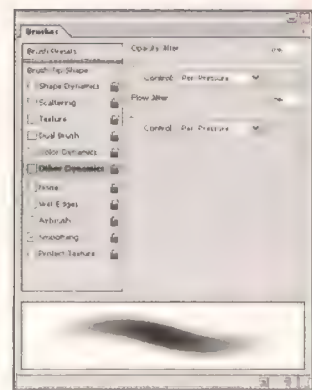 Brushes
Brush Presets
Brush Tip Shape
Shape Dynamics
Scattering
Texture
Dual Brush
Color Dynamics
Other Dynamics
Noise
Wet Edges
Airbrush
Smoothing
Protect Texture
Opacity Jitter
Control: Pen Pressure
Flow Jitter
Control: Pen Pressure